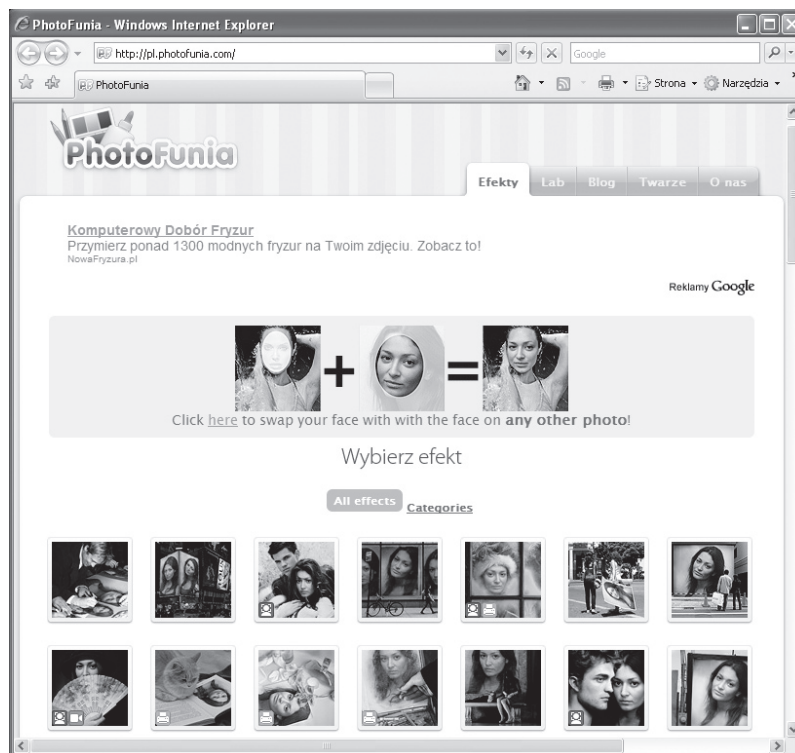 PhotoFunia - Windows Internet Explorer
http://pl.photofunia.com/
Google
PhotoFunia
Strona
Narzędzia
PhotoFunia
Efekty Lab Blog Twarze O nas
Komputerowy Dobór Fryzur
Przymierz ponad 1300 modnych fryzur na Twoim zdjęciu. Zobacz to!
NowaFryzura.pl
Reklamy Google
+ =
Click here to swap your face with with the face on any other photo!
Wybierz efekt
All effects Categories